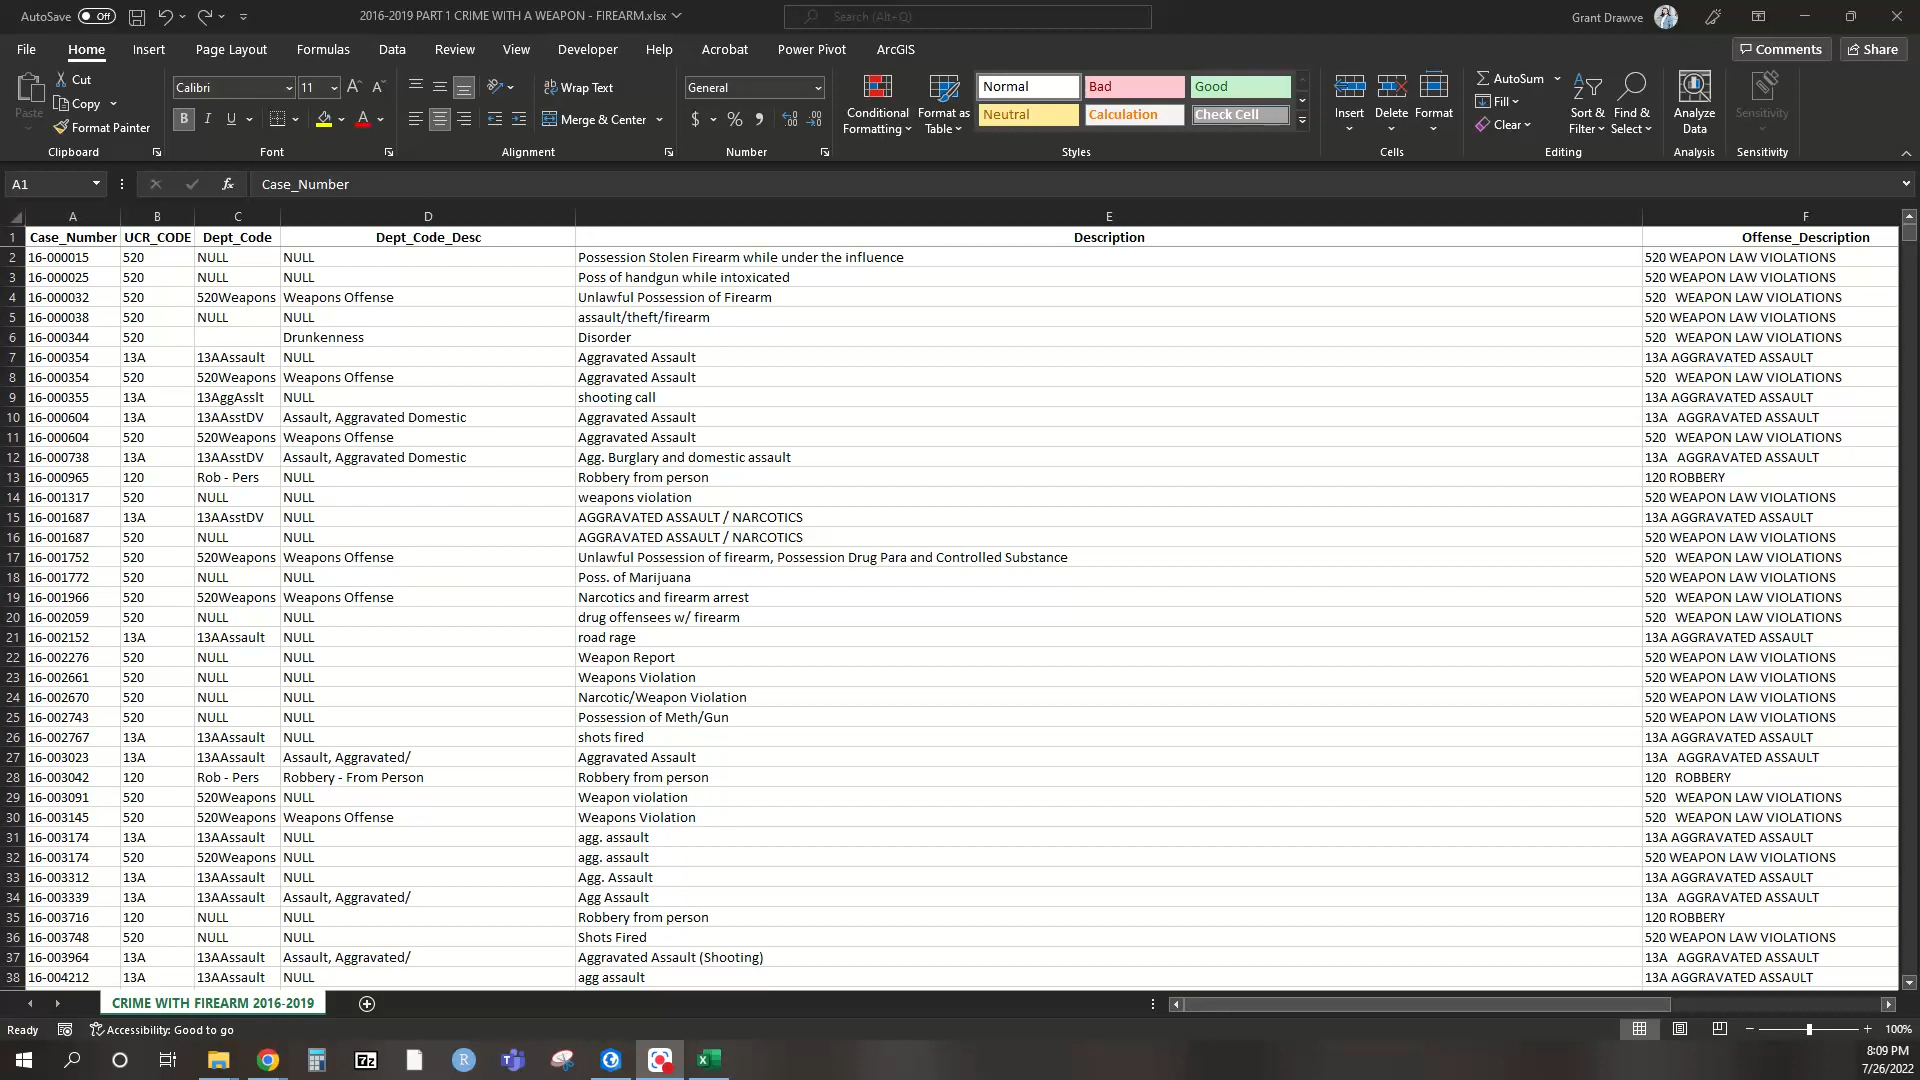 AutoSave Off 2016-2019 PART 1 CRIME WITH A WEAPON - FIREARM.xlsx Search (Alt+Q) Grant Drawve
File Home Insert Page Layout Formulas Data Review View Developer Help Acrobat Power Pivot ArcGIS Comments Share
Paste Cut Copy Format Painter Clipboard
Calibri 11 B I U Font
Wrap Text Merge & Center Alignment
General $ % Number
Conditional Formatting Format as Table Normal Bad Good Neutral Calculation Check Cell Styles
Insert Delete Format Cells
AutoSum Fill Clear Sort & Filter Find & Select Editing
Analyze Data Analysis
Sensitivity Sensitivity
A1 fx Case_Number
A B C D E F
1 Case_Number UCR_CODE Dept_Code Dept_Code_Desc Description Offense_Description
2 16-000015 520 NULL NULL Possession Stolen Firearm while under the influence 520 WEAPON LAW VIOLATIONS
3 16-000025 520 NULL NULL Poss of handgun while intoxicated 520 WEAPON LAW VIOLATIONS
4 16-000032 520 520Weapons Weapons Offense Unlawful Possession of Firearm 520 WEAPON LAW VIOLATIONS
5 16-000038 520 NULL NULL assault/theft/firearm 520 WEAPON LAW VIOLATIONS
6 16-000344 520 Drunkenness Disorder 520 WEAPON LAW VIOLATIONS
7 16-000354 13A 13AAssault NULL Aggravated Assault 13A AGGRAVATED ASSAULT
8 16-000354 520 520Weapons Weapons Offense Aggravated Assault 520 WEAPON LAW VIOLATIONS
9 16-000355 13A 13AggAsslt NULL shooting call 13A AGGRAVATED ASSAULT
10 16-000604 13A 13AAsstDV Assault, Aggravated Domestic Aggravated Assault 13A AGGRAVATED ASSAULT
11 16-000604 520 520Weapons Weapons Offense Aggravated Assault 520 WEAPON LAW VIOLATIONS
12 16-000738 13A 13AAsstDV Assault, Aggravated Domestic Agg. Burglary and domestic assault 13A AGGRAVATED ASSAULT
13 16-000965 120 Rob - Pers NULL Robbery from person 120 ROBBERY
14 16-001317 520 NULL NULL weapons violation 520 WEAPON LAW VIOLATIONS
15 16-001687 13A 13AAsstDV NULL AGGRAVATED ASSAULT / NARCOTICS 13A AGGRAVATED ASSAULT
16 16-001687 520 NULL NULL AGGRAVATED ASSAULT / NARCOTICS 520 WEAPON LAW VIOLATIONS
17 16-001752 520 520Weapons Weapons Offense Unlawful Possession of firearm, Possession Drug Para and Controlled Substance 520 WEAPON LAW VIOLATIONS
18 16-001772 520 NULL NULL Poss. of Marijuana 520 WEAPON LAW VIOLATIONS
19 16-001966 520 520Weapons Weapons Offense Narcotics and firearm arrest 520 WEAPON LAW VIOLATIONS
20 16-002059 520 NULL NULL drug offensees w/ firearm 520 WEAPON LAW VIOLATIONS
21 16-002152 13A 13AAssault NULL road rage 13A AGGRAVATED ASSAULT
22 16-002276 520 NULL NULL Weapon Report 520 WEAPON LAW VIOLATIONS
23 16-002661 520 NULL NULL Weapons Violation 520 WEAPON LAW VIOLATIONS
24 16-002670 520 NULL NULL Narcotic/Weapon Violation 520 WEAPON LAW VIOLATIONS
25 16-002743 520 NULL NULL Possession of Meth/Gun 520 WEAPON LAW VIOLATIONS
26 16-002767 13A 13AAssault NULL shots fired 13A AGGRAVATED ASSAULT
27 16-003023 13A 13AAssault Assault, Aggravated/ Aggravated Assault 13A AGGRAVATED ASSAULT
28 16-003042 120 Rob - Pers Robbery - From Person Robbery from person 120 ROBBERY
29 16-003091 520 520Weapons NULL Weapon violation 520 WEAPON LAW VIOLATIONS
30 16-003145 520 520Weapons Weapons Offense Weapons Violation 520 WEAPON LAW VIOLATIONS
31 16-003174 13A 13AAssault NULL agg. assault 13A AGGRAVATED ASSAULT
32 16-003174 520 520Weapons NULL agg. assault 520 WEAPON LAW VIOLATIONS
33 16-003312 13A 13AAssault NULL Agg. Assault 13A AGGRAVATED ASSAULT
34 16-003339 13A 13AAssault Assault, Aggravated/ Agg Assault 13A AGGRAVATED ASSAULT
35 16-003716 120 NULL NULL Robbery from person 120 ROBBERY
36 16-003748 520 NULL NULL Shots Fired 520 WEAPON LAW VIOLATIONS
37 16-003964 13A 13AAssault Assault, Aggravated/ Aggravated Assault (Shooting) 13A AGGRAVATED ASSAULT
38 16-004212 13A 13AAssault NULL agg assault 13A AGGRAVATED ASSAULT
CRIME WITH FIREARM 2016-2019
Ready Accessibility: Good to go 100%
8:09 PM
7/26/2022